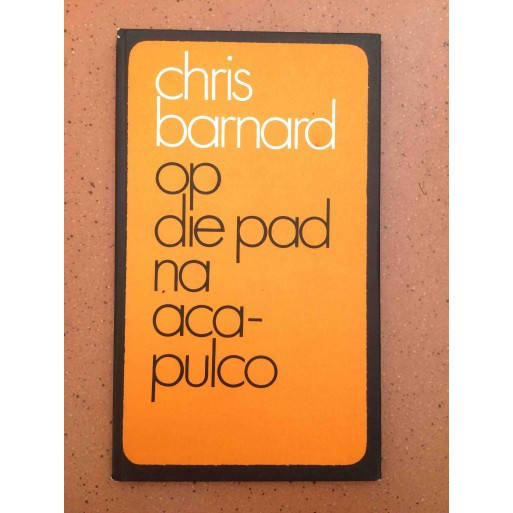 chris
barnard
op
die pad
na
aca-
pulco